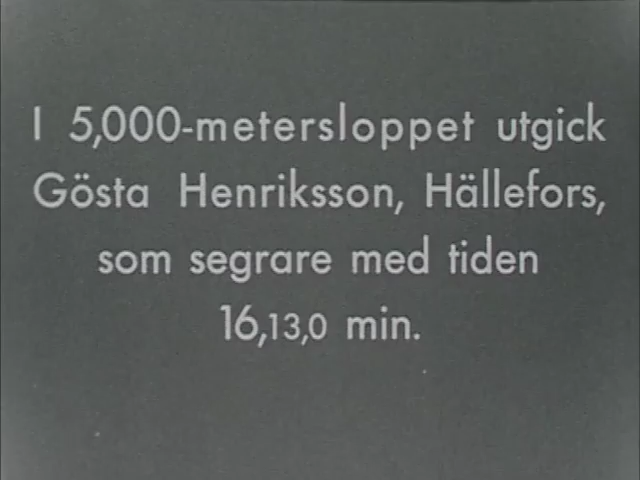 I 5,000-metersloppet utgick
Gösta Henriksson, Hällefors,
som segrare med tiden
16,13,0 min.